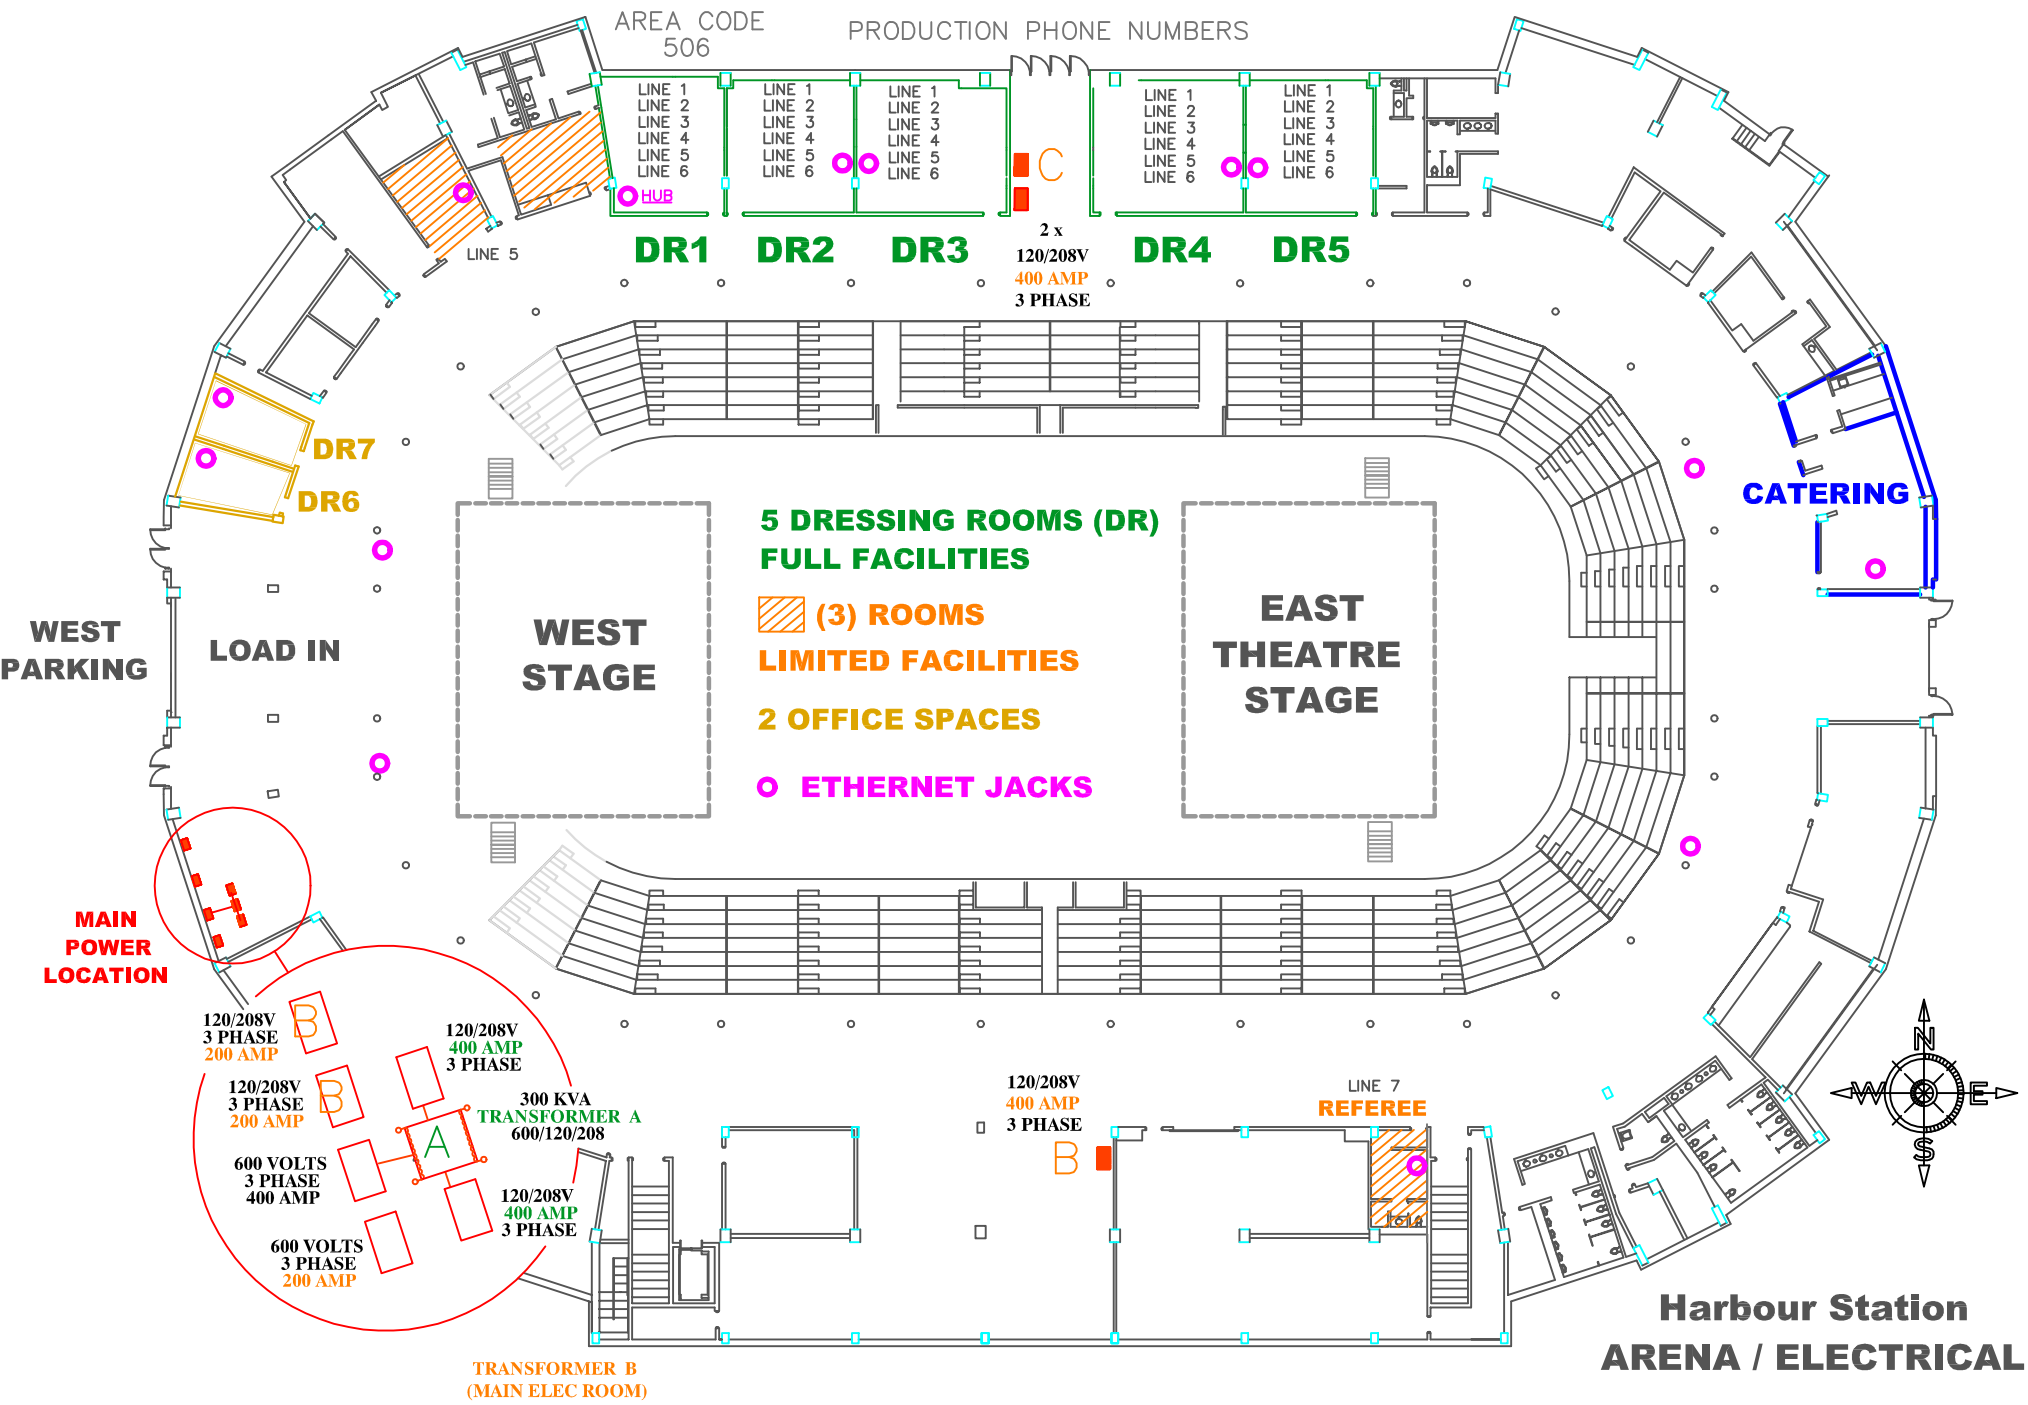 AREA CODE
506
PRODUCTION PHONE NUMBERS
LINE 1
LINE 2
LINE 3
LINE 4
LINE 5
LINE 6
LINE 1
LINE 2
LINE 3
LINE 4
LINE 5
LINE 6
LINE 1
LINE 2
LINE 3
LINE 4
LINE 5
LINE 6
LINE 1
LINE 2
LINE 3
LINE 4
LINE 5
LINE 6
LINE 1
LINE 2
LINE 3
LINE 4
LINE 5
LINE 6
C
HUB
LINE 5
DR1
DR2
DR3
DR4
DR5
2 x
120/208V
400 AMP
3 PHASE
DR7
DR6
CATERING
5 DRESSING ROOMS (DR)
FULL FACILITIES
(3) ROOMS
LIMITED FACILITIES
2 OFFICE SPACES
ETHERNET JACKS
WEST
PARKING
LOAD IN
WEST
STAGE
EAST
THEATRE
STAGE
MAIN
POWER
LOCATION
120/208V
3 PHASE
200 AMP
B
120/208V
400 AMP
3 PHASE
120/208V
3 PHASE
200 AMP
B
300 KVA
TRANSFORMER A
600/120/208
A
600 VOLTS
3 PHASE
400 AMP
120/208V
400 AMP
3 PHASE
600 VOLTS
3 PHASE
200 AMP
120/208V
400 AMP
3 PHASE
B
LINE 7
REFEREE
N
W
E
S
TRANSFORMER B
(MAIN ELEC ROOM)
Harbour Station
ARENA / ELECTRICAL